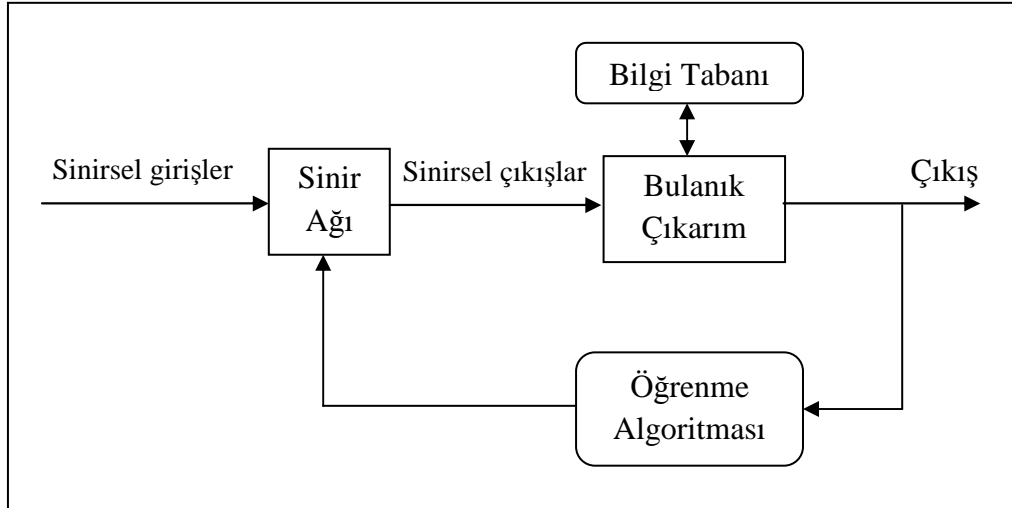 Bilgi Tabanı
Sinirsel girişler
Sinir
Ağı
Sinirsel çıkışlar
Bulanık
Çıkarım
Çıkış
Öğrenme
Algoritması